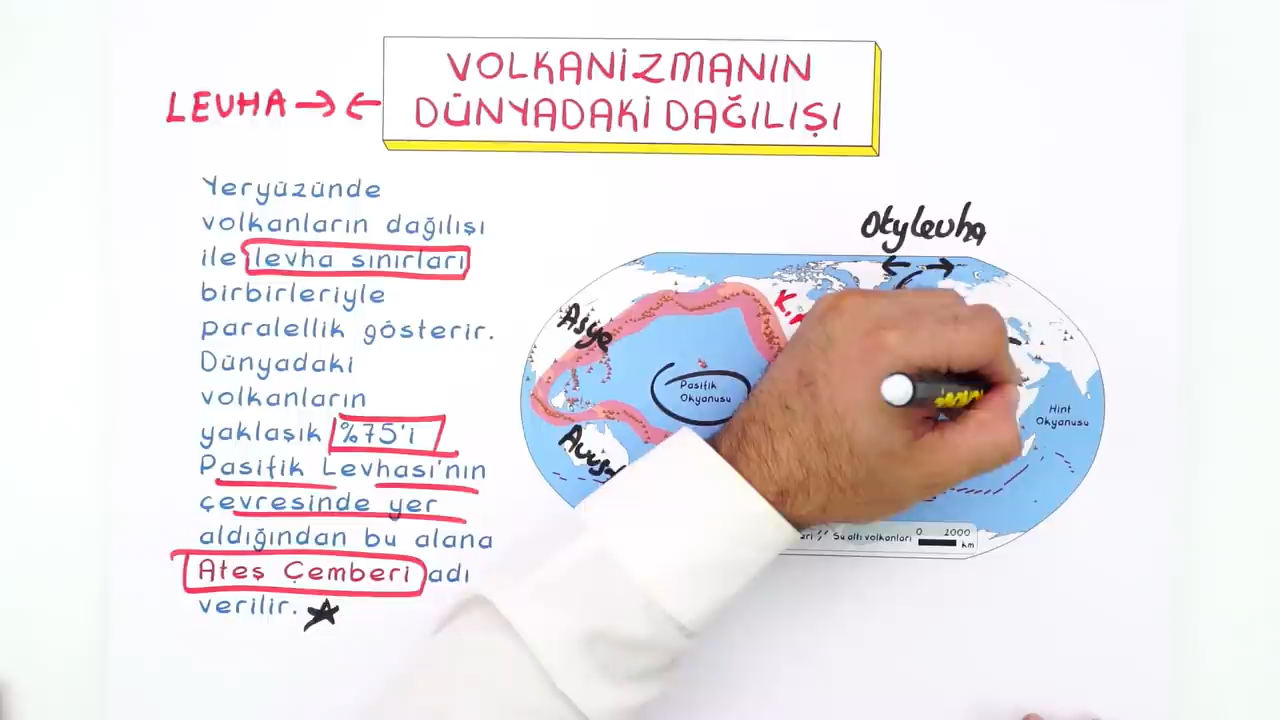 VOLKANİZMANIN
DÜNYADAKİ DAĞILIŞI
LEVHA
Yeryüzünde
volkanların dağılışı
ile levha sınırları
birbirleriyle
paralellik gösterir.
Dünyadaki
volkanların
yaklaşık %75'i
Pasifik Levhası'nın
çevresinde yer
aldığından bu alana
Ateş Çemberi adı
verilir.
Oky levha
Asya
Pasifik
Okyanusu
Hint
Okyanusu
Su altı volkanları
0 2000
km